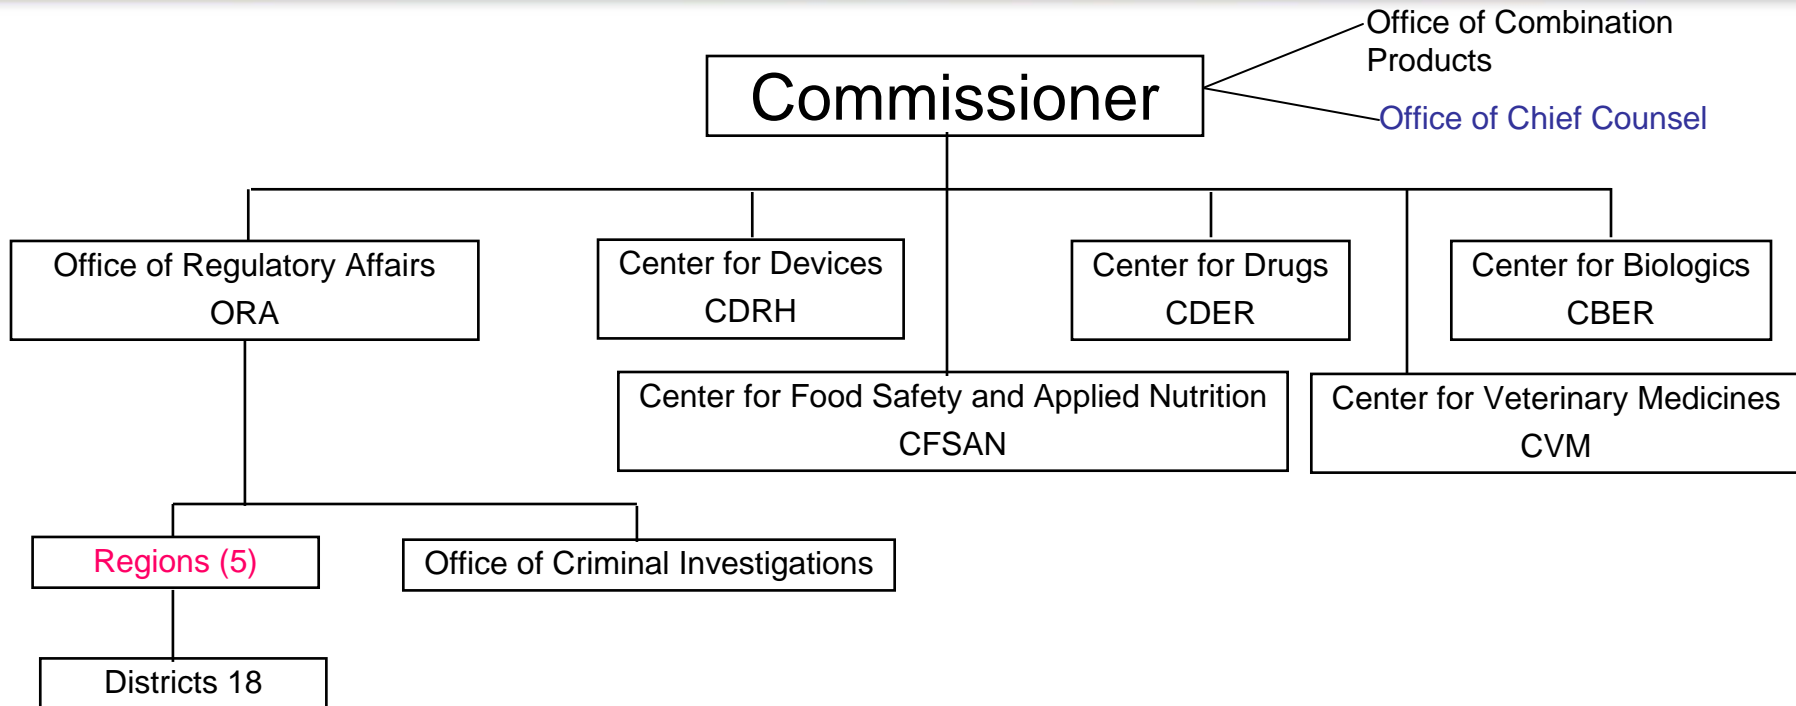 Office of Combination
Products
Commissioner
Office of Chief Counsel
Office of Regulatory Affairs
ORA
Center for Devices
CDRH
Center for Drugs
CDER
Center for Biologics
CBER
Center for Food Safety and Applied Nutrition
CFSAN
Center for Veterinary Medicines
CVM
Regions (5)
Office of Criminal Investigations
Districts 18